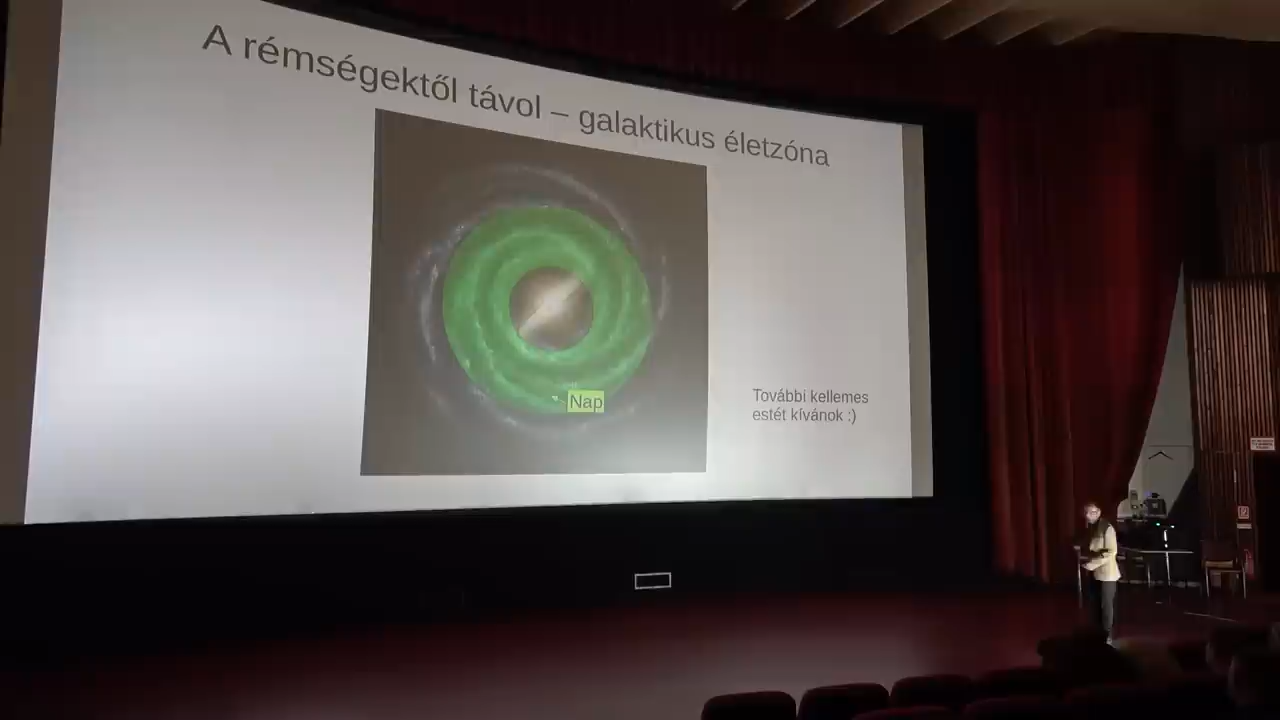 A rémségektől távol – galaktikus életzóna
Nap
További kellemes
estét kívánok :)